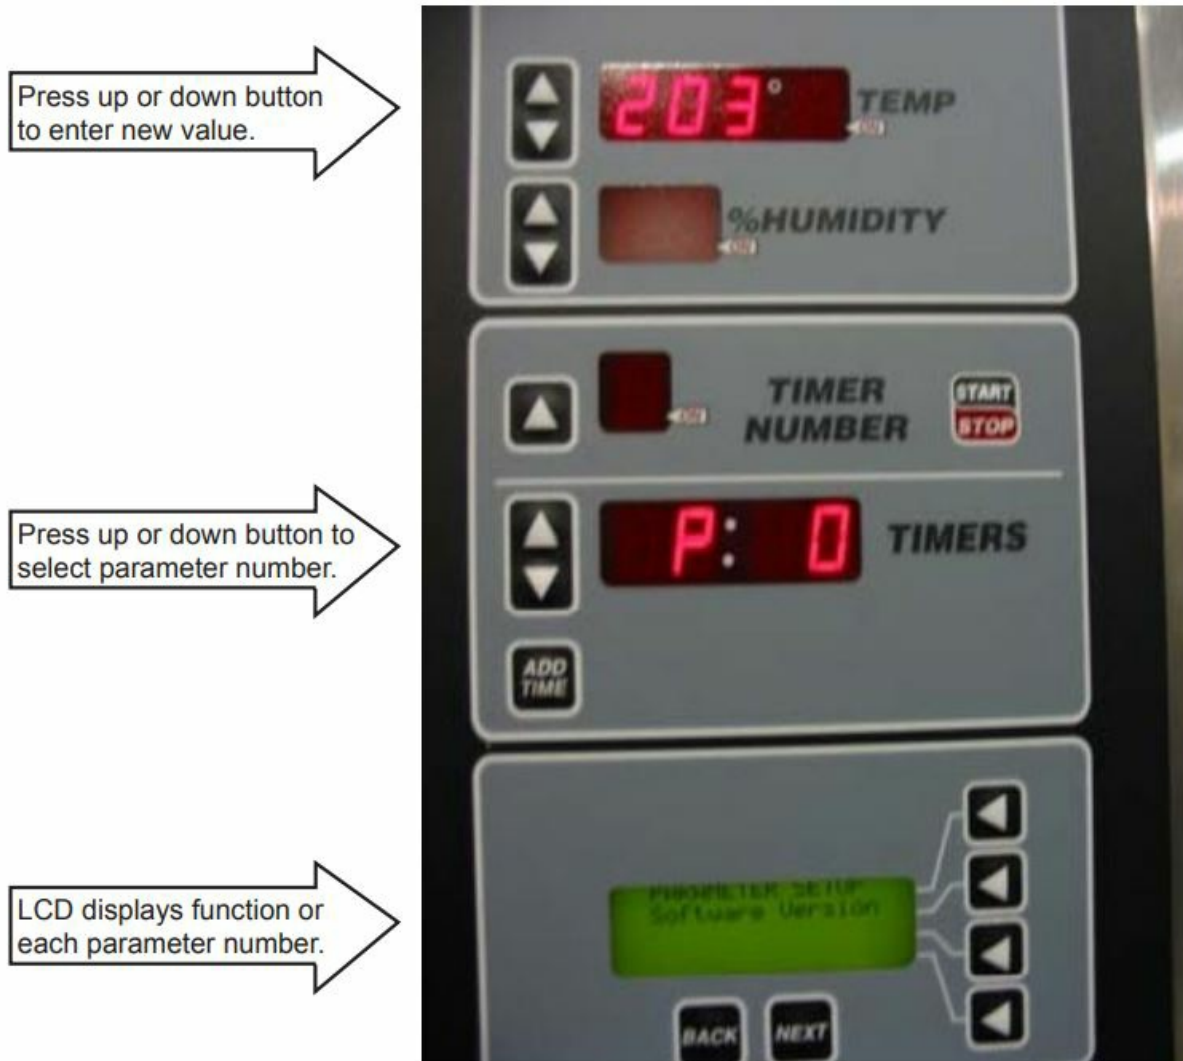 Press up or down button
to enter new value.
203°
TEMP
ON
%HUMIDITY
ON
TIMER
NUMBER
ON
START
STOP
Press up or down button to
select parameter number.
P: 0
TIMERS
ADD
TIME
PARAMETER SETUP
Software Version
LCD displays function or
each parameter number.
BACK
NEXT